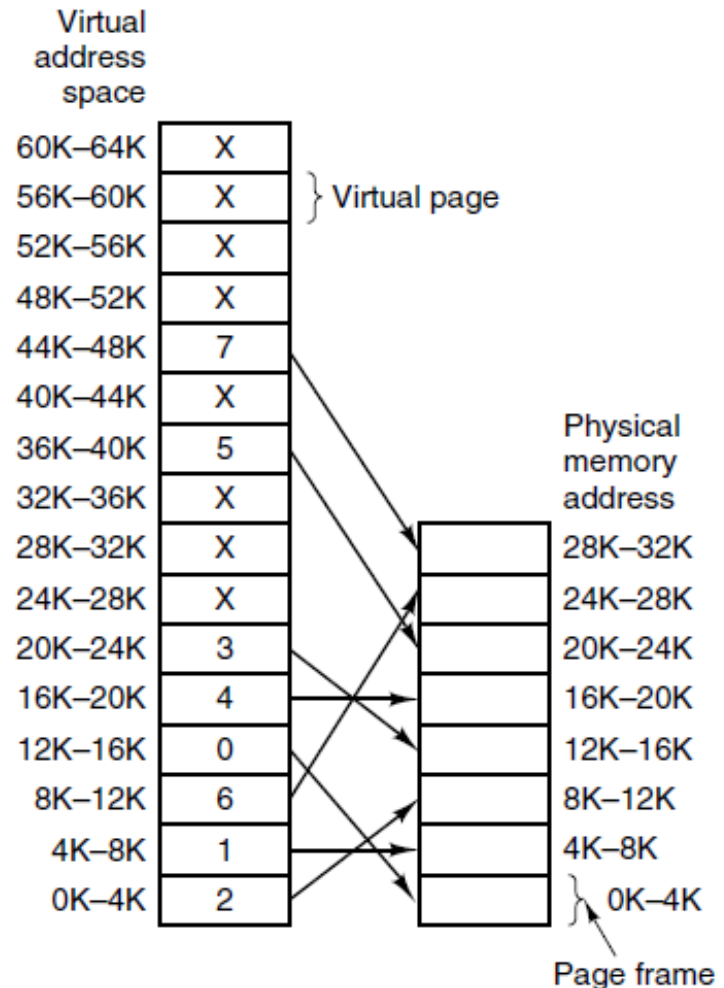 Virtual
address
space
60K–64K X
56K–60K X Virtual page
52K–56K X
48K–52K X
44K–48K 7
40K–44K X
36K–40K 5
32K–36K X
28K–32K X
24K–28K X
20K–24K 3
16K–20K 4
12K–16K 0
8K–12K 6
4K–8K 1
0K–4K 2
Physical
memory
address
28K–32K
24K–28K
20K–24K
16K–20K
12K–16K
8K–12K
4K–8K
0K–4K
Page frame